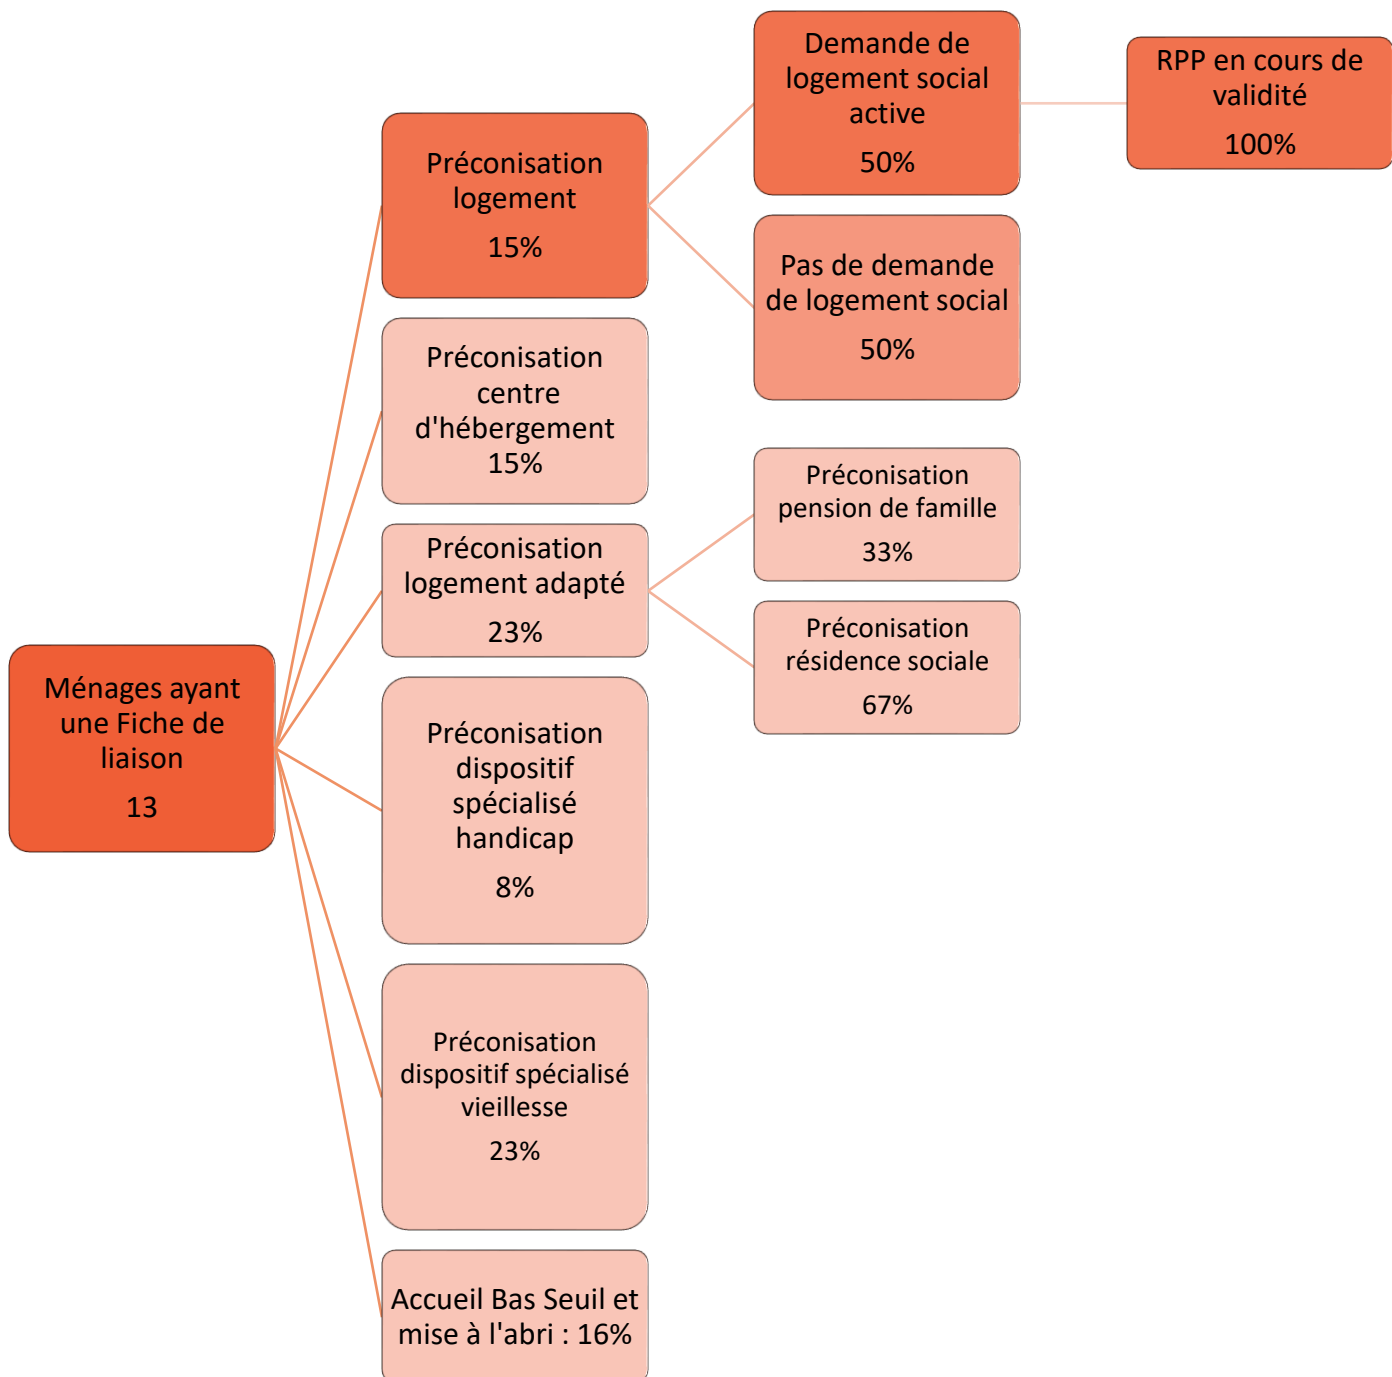 Ménages ayant
une Fiche de
liaison
13
Préconisation
logement
15%
Demande de
logement social
active
50%
RPP en cours de
validité
100%
Pas de demande
de logement social
50%
Préconisation
centre
d'hébergement
15%
Préconisation
logement adapté
23%
Préconisation
pension de famille
33%
Préconisation
résidence sociale
67%
Préconisation
dispositif
spécialisé
handicap
8%
Préconisation
dispositif spécialisé
vieillesse
23%
Accueil Bas Seuil et
mise à l'abri : 16%